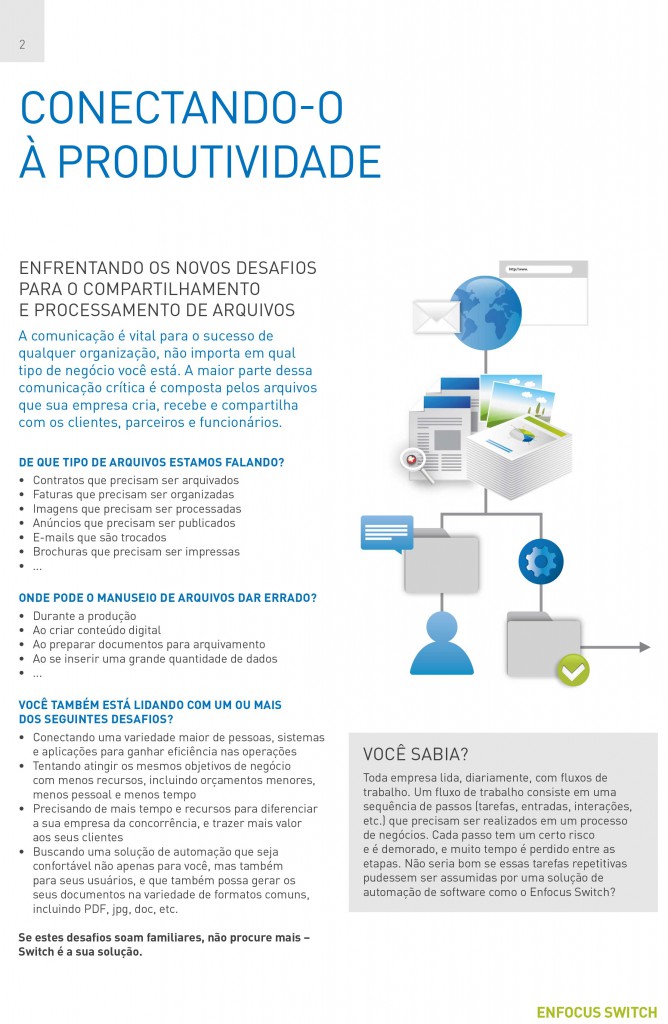 2
CONECTANDO-O
À PRODUTIVIDADE
ENFRENTANDO OS NOVOS DESAFIOS
PARA O COMPARTILHAMENTO
E PROCESSAMENTO DE ARQUIVOS
A comunicação é vital para o sucesso de
qualquer organização, não importa em qual
tipo de negócio você está. A maior parte dessa
comunicação crítica é composta pelos arquivos
que sua empresa cria, recebe e compartilha
com os clientes, parceiros e funcionários.
DE QUE TIPO DE ARQUIVOS ESTAMOS FALANDO?
• Contratos que precisam ser arquivados
• Faturas que precisam ser organizadas
• Imagens que precisam ser processadas
• Anúncios que precisam ser publicados
• E-mails que são trocados
• Brochuras que precisam ser impressas
• ...
ONDE PODE O MANUSEIO DE ARQUIVOS DAR ERRADO?
• Durante a produção
• Ao criar conteúdo digital
• Ao preparar documentos para arquivamento
• Ao se inserir uma grande quantidade de dados
• ...
VOCÊ TAMBÉM ESTÁ LIDANDO COM UM OU MAIS
DOS SEGUINTES DESAFIOS?
• Conectando uma variedade maior de pessoas, sistemas
e aplicações para ganhar eficiência nas operações
• Tentando atingir os mesmos objetivos de negócio
com menos recursos, incluindo orçamentos menores,
menos pessoal e menos tempo
• Precisando de mais tempo e recursos para diferenciar
a sua empresa da concorrência, e trazer mais valor
aos seus clientes
• Buscando uma solução de automação que seja
confortável não apenas para você, mas também
para seus usuários, e que também possa gerar os
seus documentos na variedade de formatos comuns,
incluindo PDF, jpg, doc, etc.
Se estes desafios soam familiares, não procure mais –
Switch é a sua solução.
http://www.
VOCÊ SABIA?
Toda empresa lida, diariamente, com fluxos de
trabalho. Um fluxo de trabalho consiste em uma
sequência de passos (tarefas, entradas, interações,
etc.) que precisam ser realizados em um processo
de negócios. Cada passo tem um certo risco
e é demorado, e muito tempo é perdido entre as
etapas. Não seria bom se essas tarefas repetitivas
pudessem ser assumidas por uma solução de
automação de software como o Enfocus Switch?
ENFOCUS SWITCH